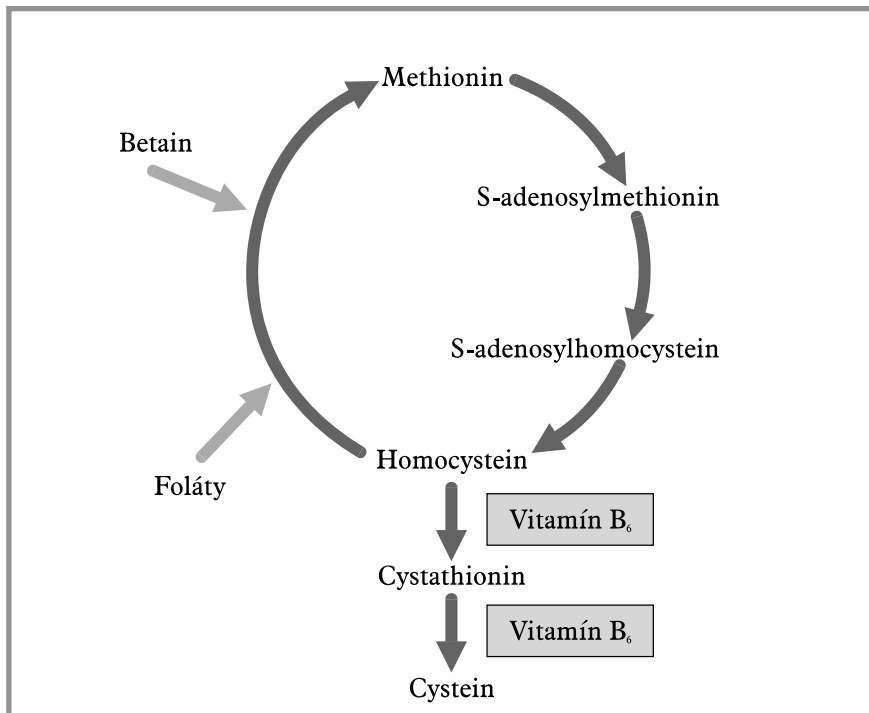 Methionin
Betain
S-adenosylmethionin
S-adenosylhomocystein
Homocystein
Foláty
Vitamín B₆
Cystathionin
Vitamín B₆
Cystein